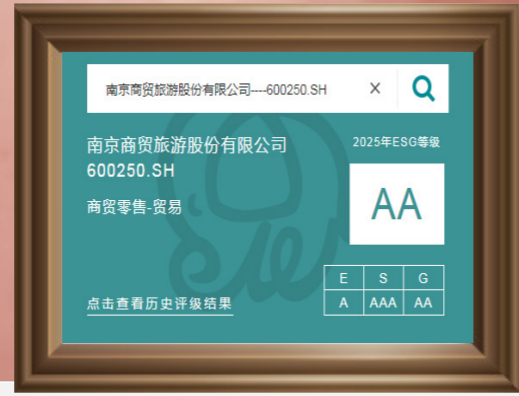 南京商贸旅游股份有限公司----600250.SH X
南京商贸旅游股份有限公司
600250.SH
2025年ESG等级
商贸零售-贸易
AA
E S G
A AAA AA
点击查看历史评级结果